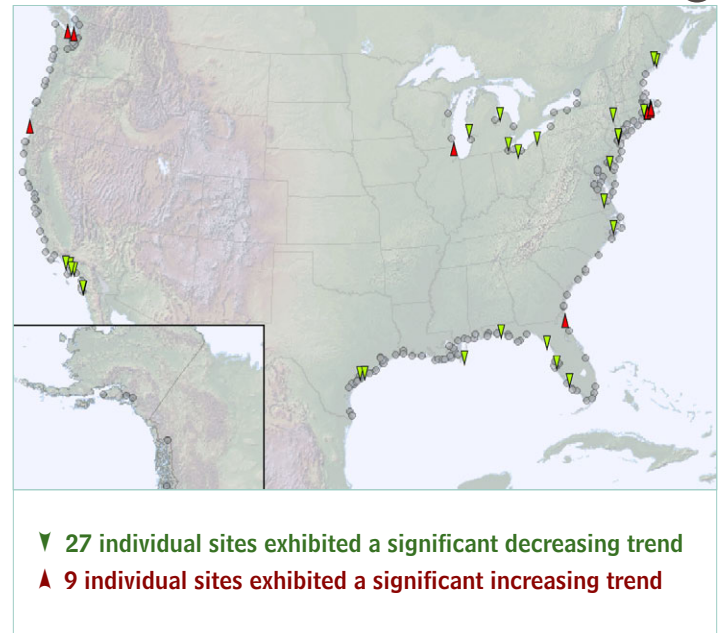 27 individual sites exhibited a significant decreasing trend
9 individual sites exhibited a significant increasing trend